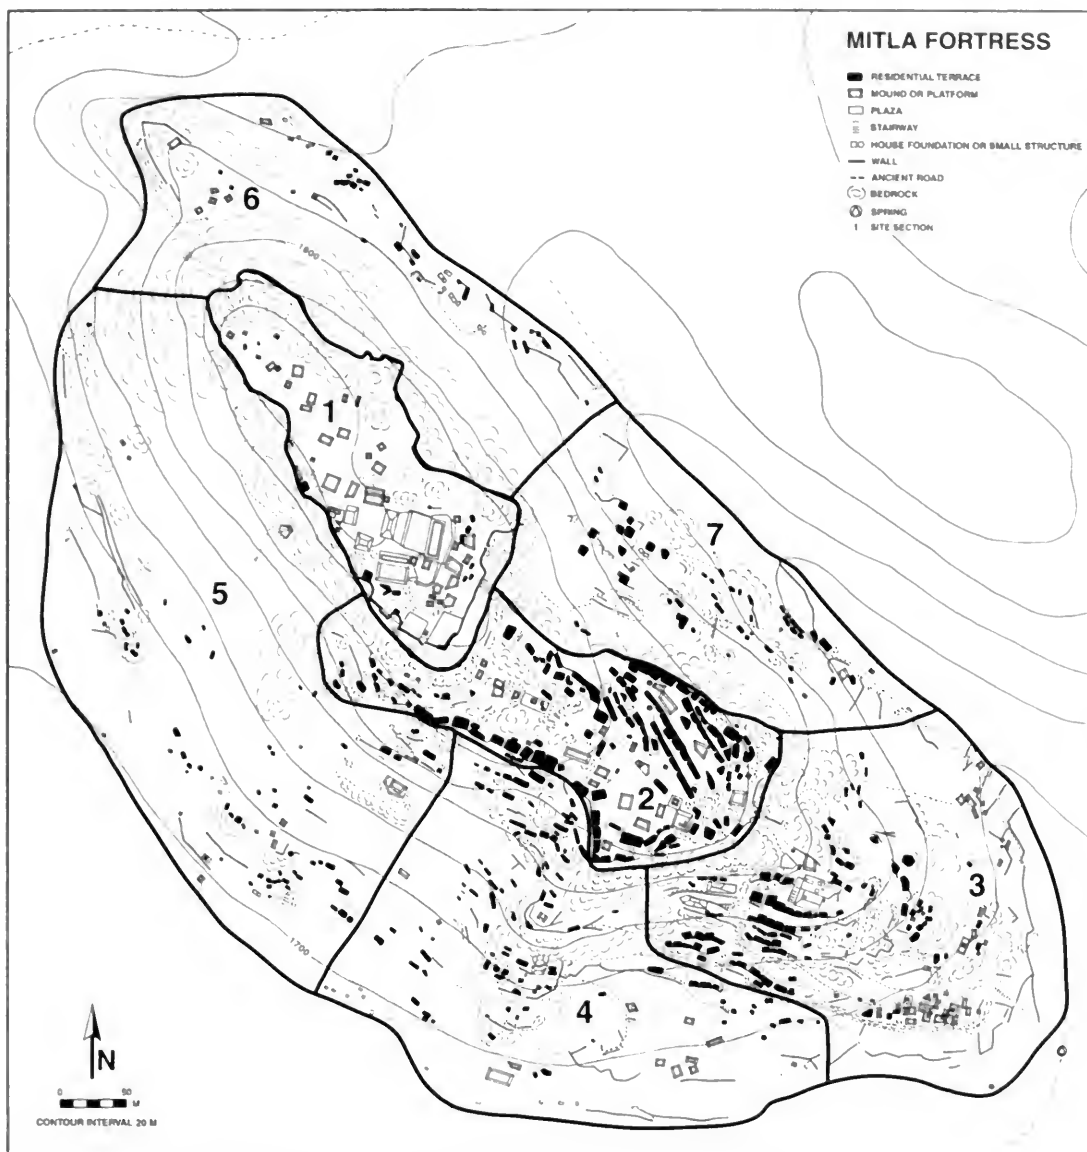 MITLA FORTRESS
RESIDENTIAL TERRACE
MOUND OR PLATFORM
PLAZA
STAIRWAY
HOUSE FOUNDATION OR SMALL STRUCTURE
WALL
ANCIENT ROAD
BEDROCK
SPRING
1 SITE SECTION
6
1800
1
7
5
2
3
1700
4
N
0 50
M
CONTOUR INTERVAL 20 M